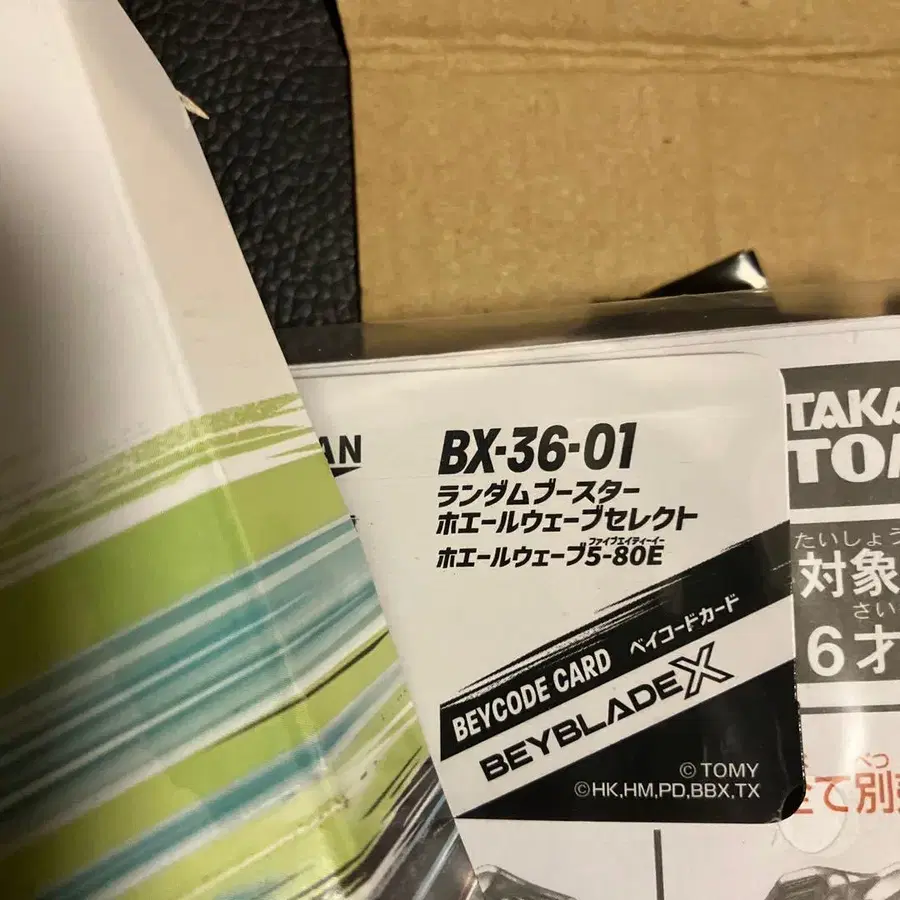 BX-36-01
ランダムブースター
ホエールウェーブセレクト
ファイブエイティーイー
ホエールウェーブ5-80E
BEYCODE CARD ベイコードカード
BEYBLADE X
© TOMY
©HK,HM,PD,BBX,TX
AN
TAKA
TOM
たいしょう
対象
さい
6才
べつ
て別